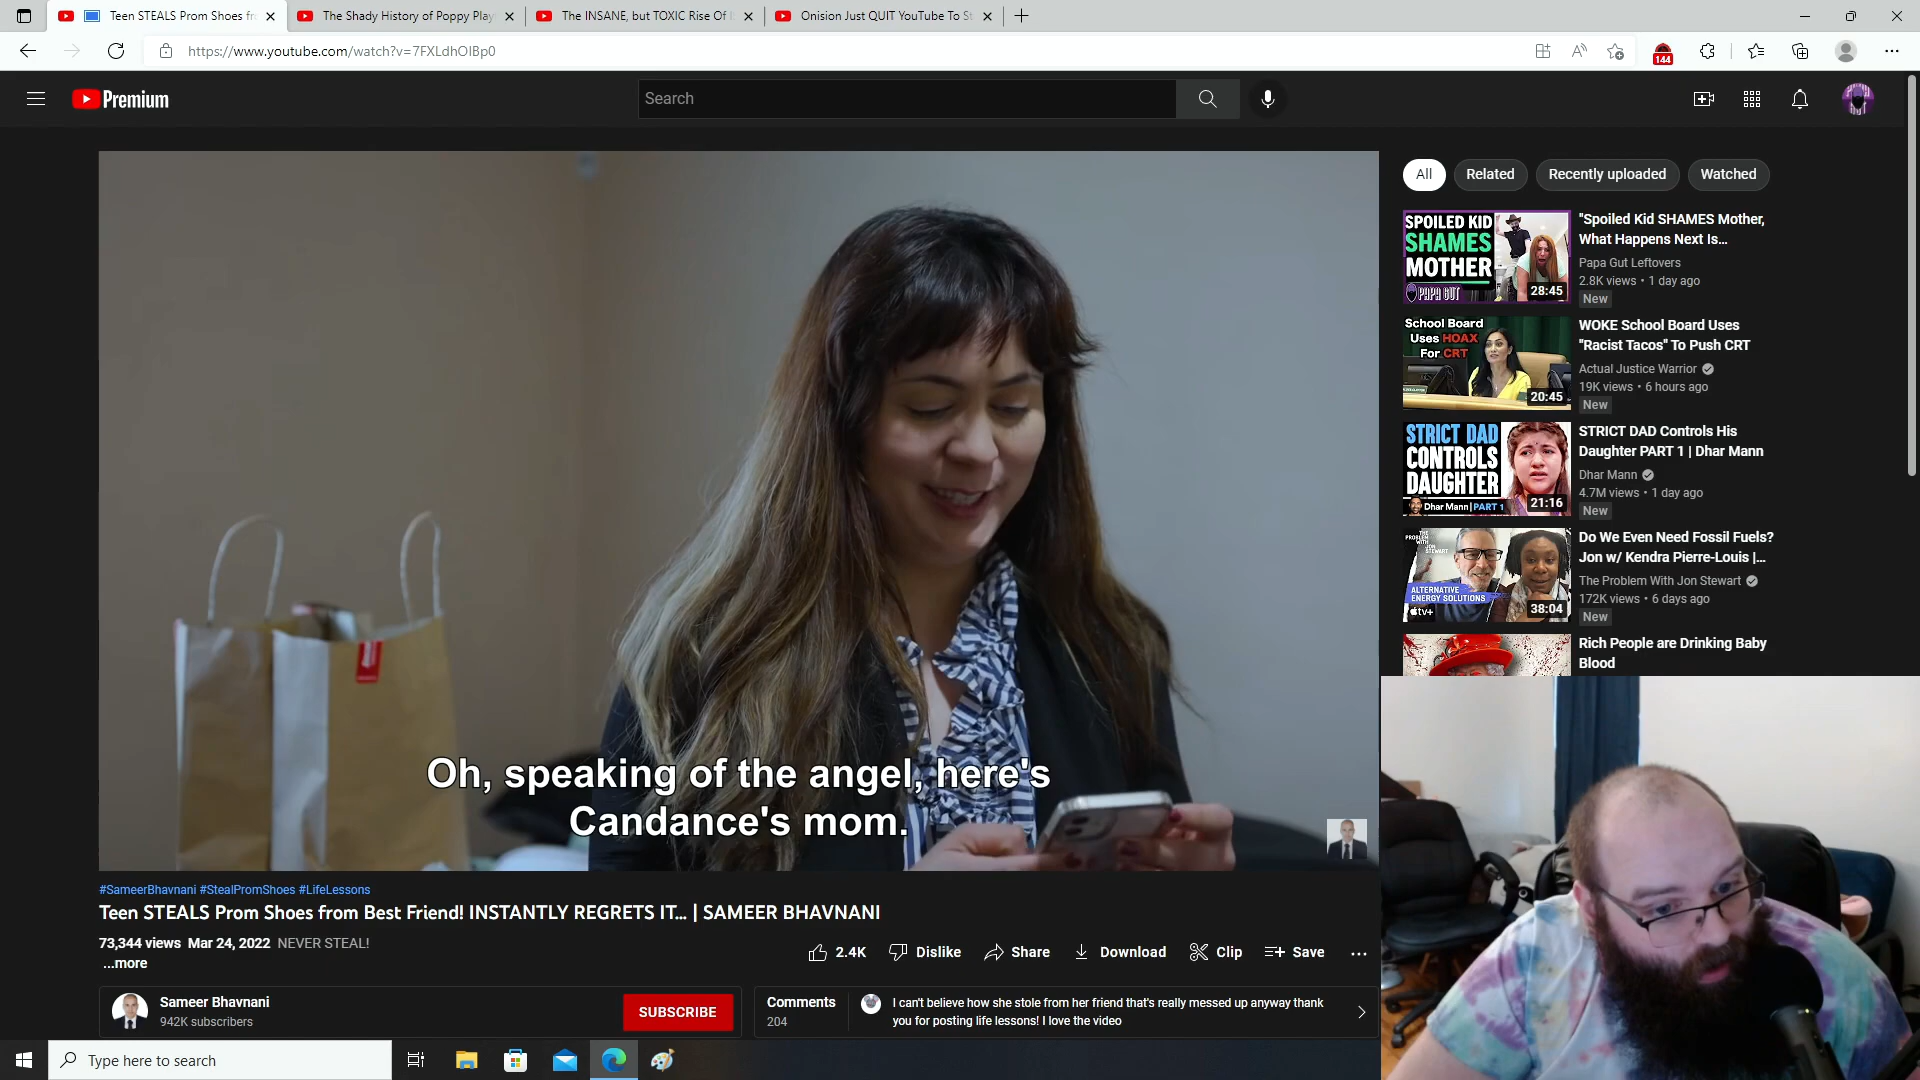 Teen STEALS Prom Shoes fr
The Shady History of Poppy Play
The INSANE, but TOXIC Rise Of
Onision Just QUIT YouTube To S
https://www.youtube.com/watch?v=7FXLdhOIBp0
144
Premium
Search
All
Related
Recently uploaded
Watched
SPOILED KID
SHAMES
MOTHER
PAPA GUT
28:45
"Spoiled Kid SHAMES Mother,
What Happens Next Is...
Papa Gut Leftovers
2.8K views • 1 day ago
New
School Board
Uses HOAX
For CRT
20:45
WOKE School Board Uses
"Racist Tacos" To Push CRT
Actual Justice Warrior
19K views • 6 hours ago
New
STRICT DAD
CONTROLS
DAUGHTER
Dhar Mann | PART 1
21:16
STRICT DAD Controls His
Daughter PART 1 | Dhar Mann
Dhar Mann
4.7M views • 1 day ago
New
THE PROBLEM WITH JON STEWART
ALTERNATIVE
ENERGY SOLUTIONS
tv+
38:04
Do We Even Need Fossil Fuels?
Jon w/ Kendra Pierre-Louis |...
The Problem With Jon Stewart
172K views • 6 days ago
New
Rich People are Drinking Baby
Blood
Oh, speaking of the angel, here's
Candance's mom.
#SameerBhavnani #StealPromShoes #LifeLessons
Teen STEALS Prom Shoes from Best Friend! INSTANTLY REGRETS IT... | SAMEER BHAVNANI
73,344 views Mar 24, 2022 NEVER STEAL!
...more
2.4K
Dislike
Share
Download
Clip
Save
Sameer Bhavnani
942K subscribers
SUBSCRIBE
Comments
204
I can't believe how she stole from her friend that's really messed up anyway thank
you for posting life lessons! I love the video
Type here to search